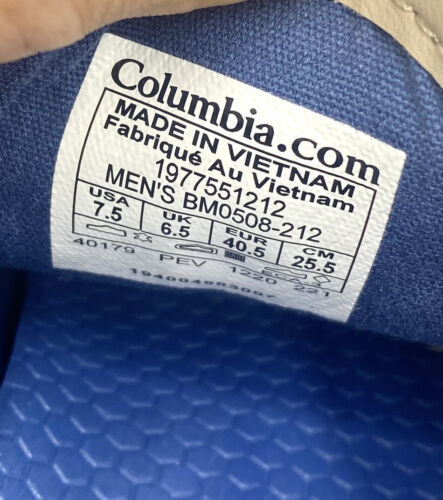 Columbia.com
MADE IN VIETNAM
Fabriqué Au Vietnam
1977551212
MEN'S BM0508-212
USA UK EUR CM
7.5 6.5 40.5 25.5
40179 PEV 1220 221